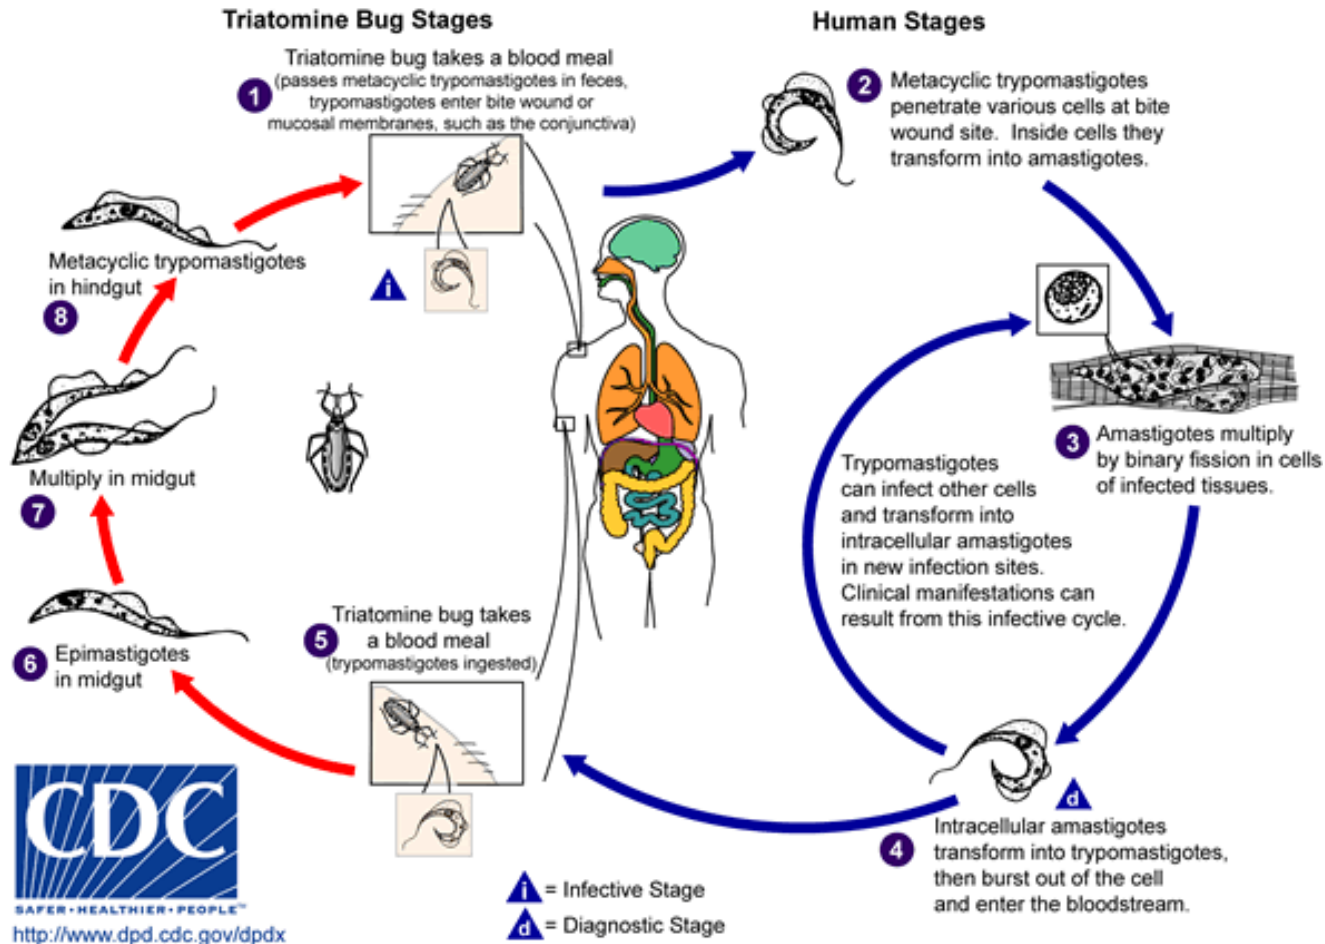 Triatomine Bug Stages
Human Stages
Triatomine bug takes a blood meal
1
(passes metacyclic trypomastigotes in feces,
trypomastigotes enter bite wound or
mucosal membranes, such as the conjunctiva)
2
Metacyclic trypomastigotes
penetrate various cells at bite
wound site. Inside cells they
transform into amastigotes.
3
Amastigotes multiply
by binary fission in cells
of infected tissues.
Trypomastigotes
can infect other cells
and transform into
intracellular amastigotes
in new infection sites.
Clinical manifestations can
result from this infective cycle.
d
4
Intracellular amastigotes
transform into trypomastigotes,
then burst out of the cell
and enter the bloodstream.
5
Triatomine bug takes
a blood meal
(trypomastigotes ingested)
6
Epimastigotes
in midgut
Multiply in midgut
7
Metacyclic trypomastigotes
in hindgut
8
i
i = Infective Stage
d = Diagnostic Stage
CDC
SAFER•HEALTHIER•PEOPLE™
http://www.dpd.cdc.gov/dpdx